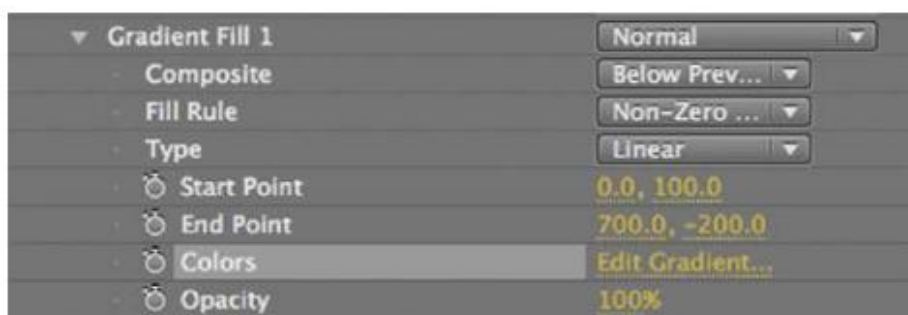 Gradient Fill 1 Normal
Composite Below Prev...
Fill Rule Non-Zero ...
Type Linear
Start Point 0.0, 100.0
End Point 700.0, -200.0
Colors Edit Gradient...
Opacity 100%